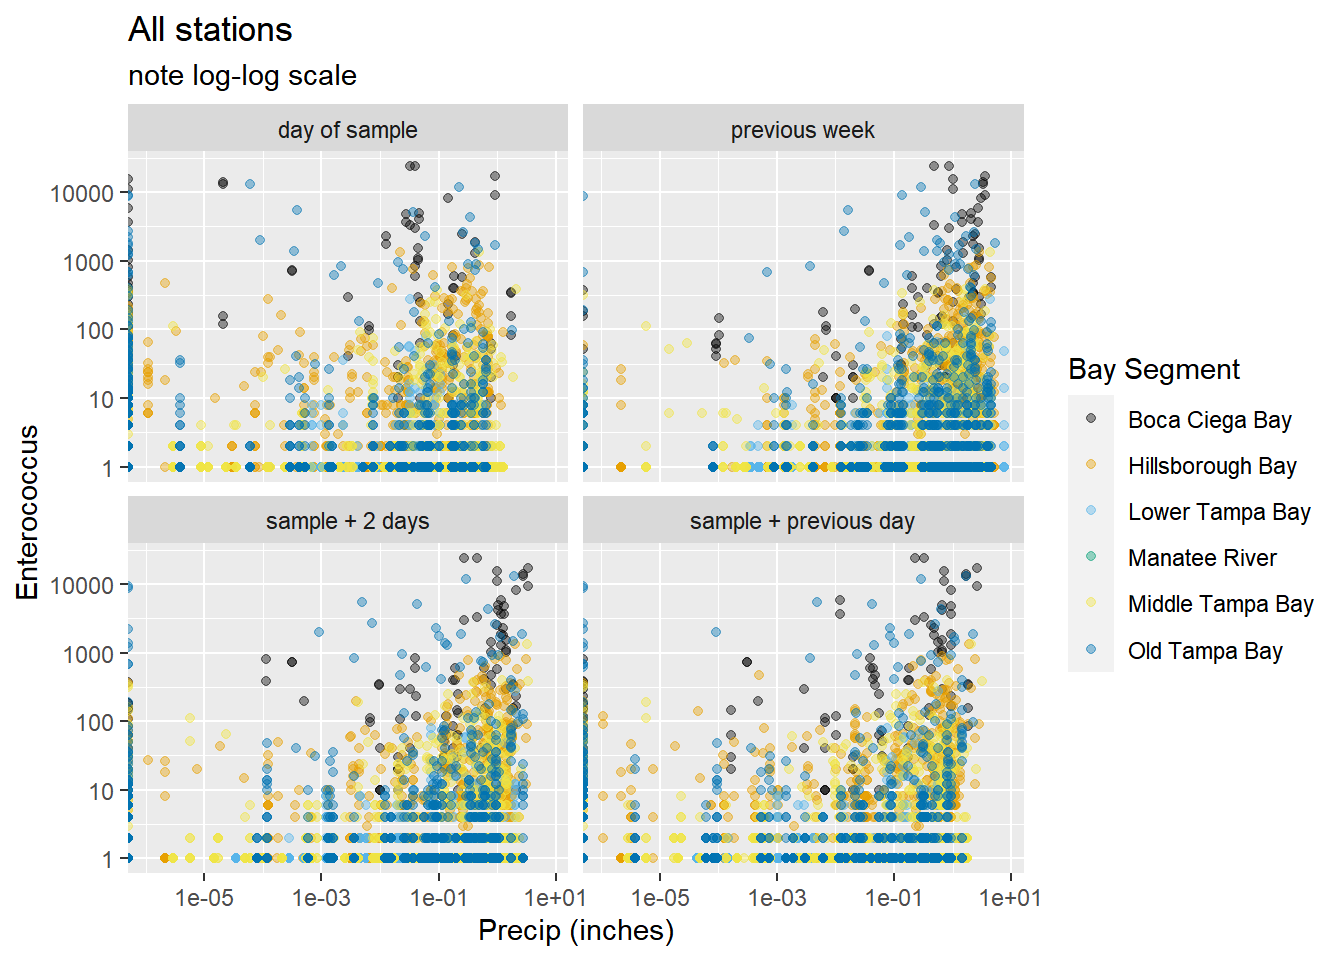 All stations
note log-log scale
day of sample
previous week
10000
1000
100
10
1
sample + 2 days
sample + previous day
10000
1000
100
10
1
1e-05
1e-03
1e-01
1e+01
1e-05
1e-03
1e-01
1e+01
Precip (inches)
Enterococcus
Bay Segment
Boca Ciega Bay
Hillsborough Bay
Lower Tampa Bay
Manatee River
Middle Tampa Bay
Old Tampa Bay